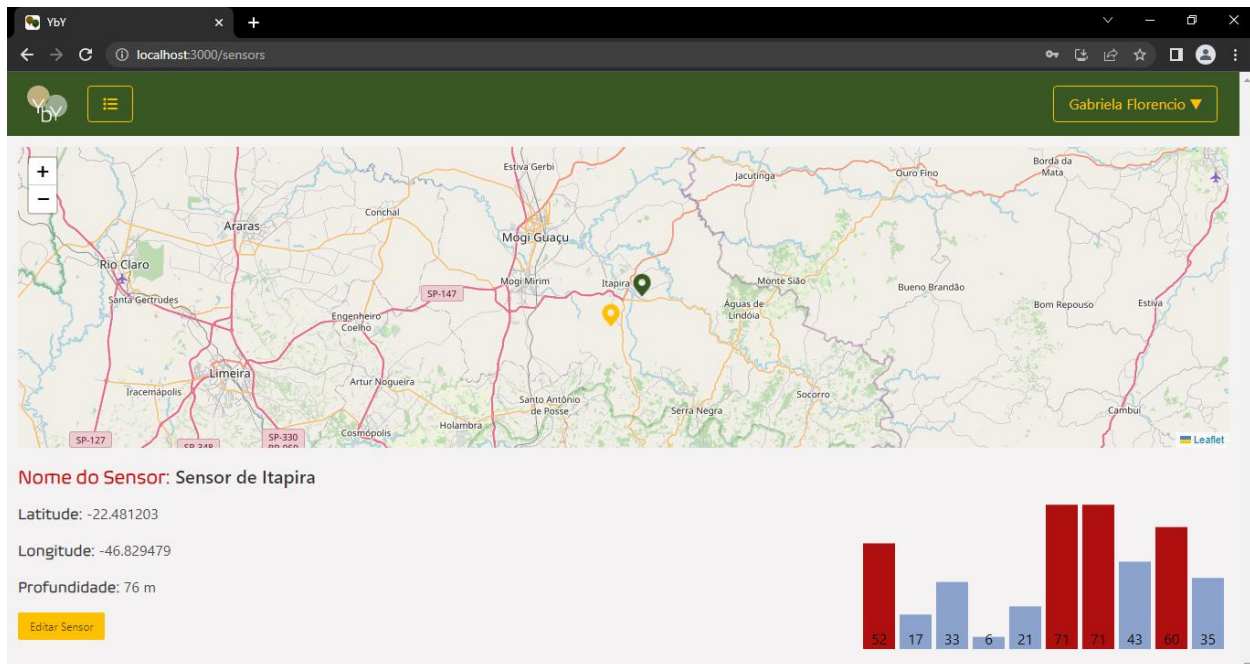 YbY
localhost:3000/sensors
YbY
Gabriela Florencio ▼
+
−
Estiva Gerbi
Jacutinga
Ouro Fino
Borda da
Mata
Conchal
Araras
Mogi Guaçu
Rio Claro
Mogi Mirim
Itapira
Monte Sião
Bueno Brandão
SP-147
Santa Gertrudes
Águas de
Lindóia
Bom Repouso
Estiva
Engenheiro
Coelho
Limeira
Artur Nogueira
Iracemápolis
Santo Antônio
de Posse
Serra Negra
Socorro
Cambuí
Holambra
Cosmópolis
SP-127
SP-348
SP-330
Leaflet
Nome do Sensor: Sensor de Itapira
Latitude: -22.481203
Longitude: -46.829479
Profundidade: 76 m
Editar Sensor
52 17 33 6 21 71 71 43 60 35